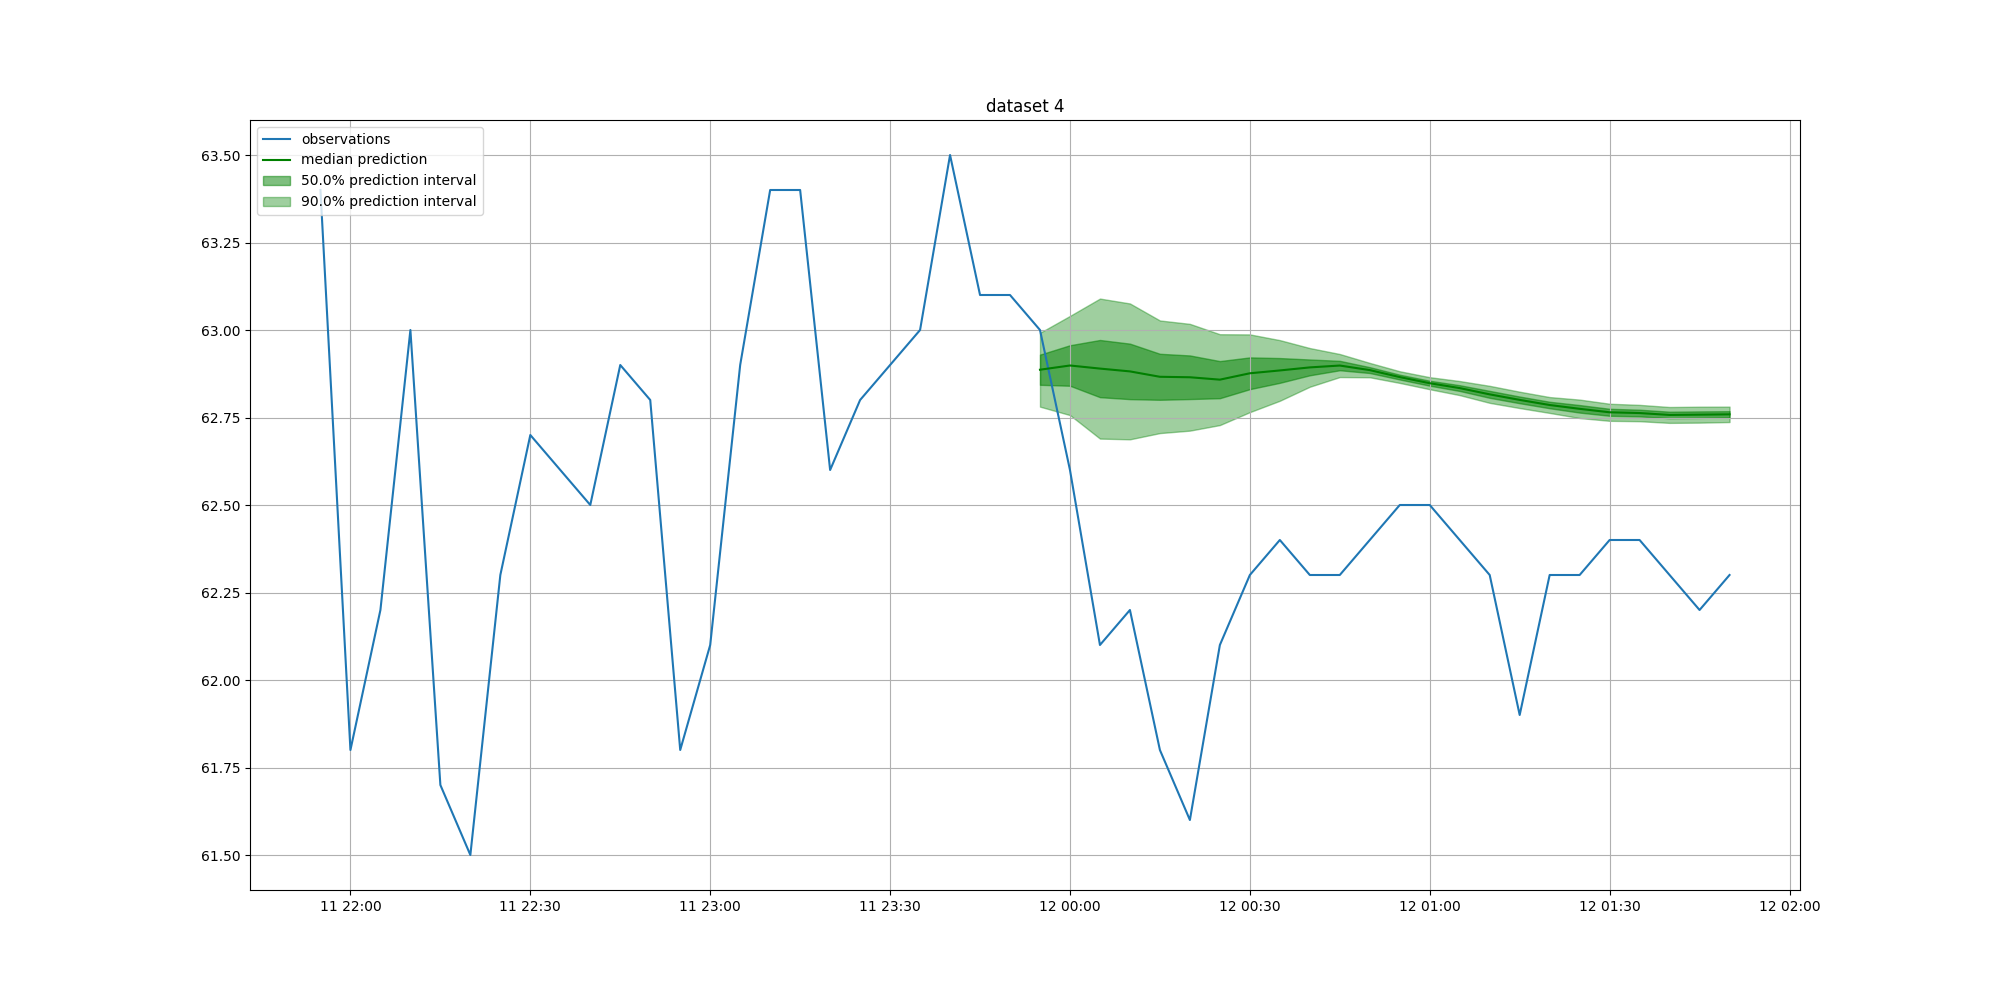 dataset 4
observations
median prediction
50.0% prediction interval
90.0% prediction interval
63.50
63.25
63.00
62.75
62.50
62.25
62.00
61.75
61.50
11 22:00 11 22:30 11 23:00 11 23:30 12 00:00 12 00:30 12 01:00 12 01:30 12 02:00